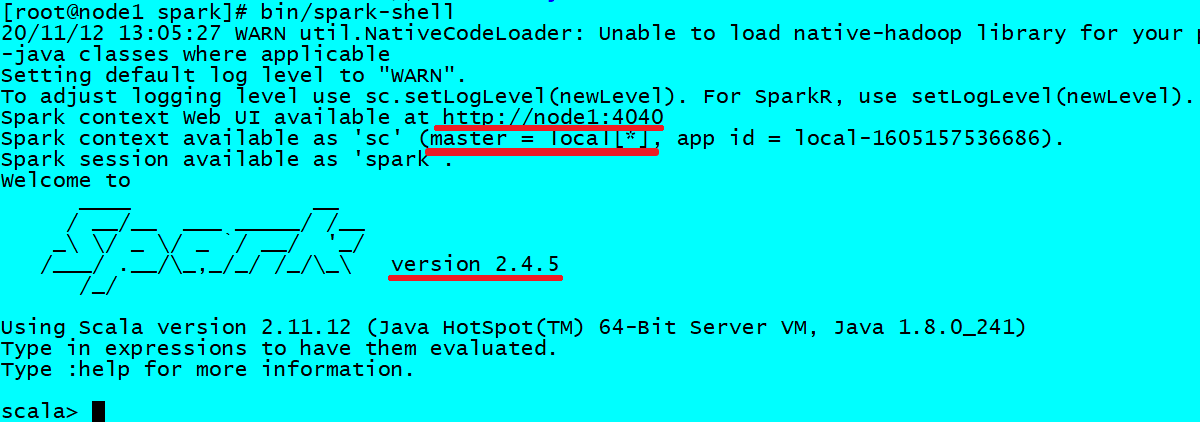 [root@node1 spark]# bin/spark-shell
20/11/12 13:05:27 WARN util.NativeCodeLoader: Unable to load native-hadoop library for your
-java classes where applicable
Setting default log level to "WARN".
To adjust logging level use sc.setLogLevel(newLevel). For SparkR, use setLogLevel(newLevel).
Spark context Web UI available at http://node1:4040
Spark context available as 'sc' (master = local[*], app id = local-1605157536686).
Spark session available as 'spark'.
Welcome to
      ____              __
     / __/__  ___ _____/ /__
    _\ \/ _ \/ _ `/ __/  '_/
   /___/ .__/\_,_/_/ /_/\_\   version 2.4.5
      /_/
Using Scala version 2.11.12 (Java HotSpot(TM) 64-Bit Server VM, Java 1.8.0_241)
Type in expressions to have them evaluated.
Type :help for more information.
scala>